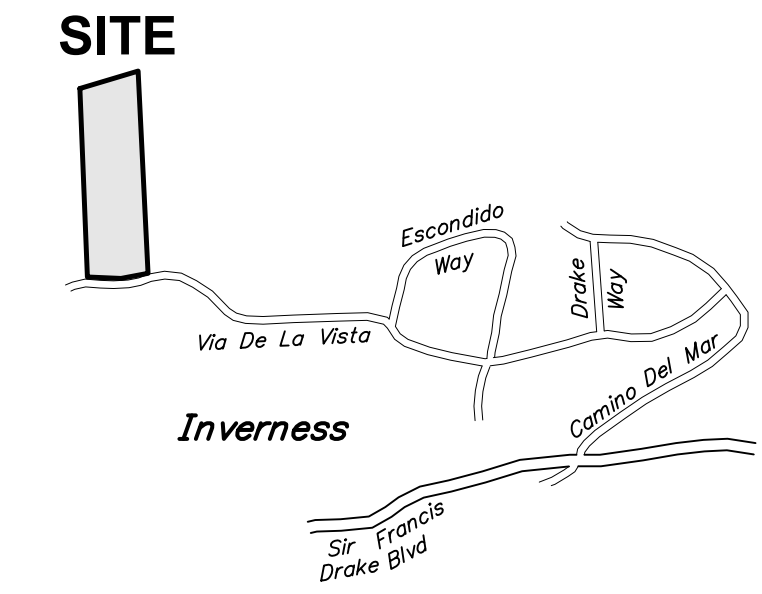 SITE
Escondido
Way
Drake
Way
Via De La Vista
Camino Del Mar
Inverness
Sir Francis
Drake Blvd